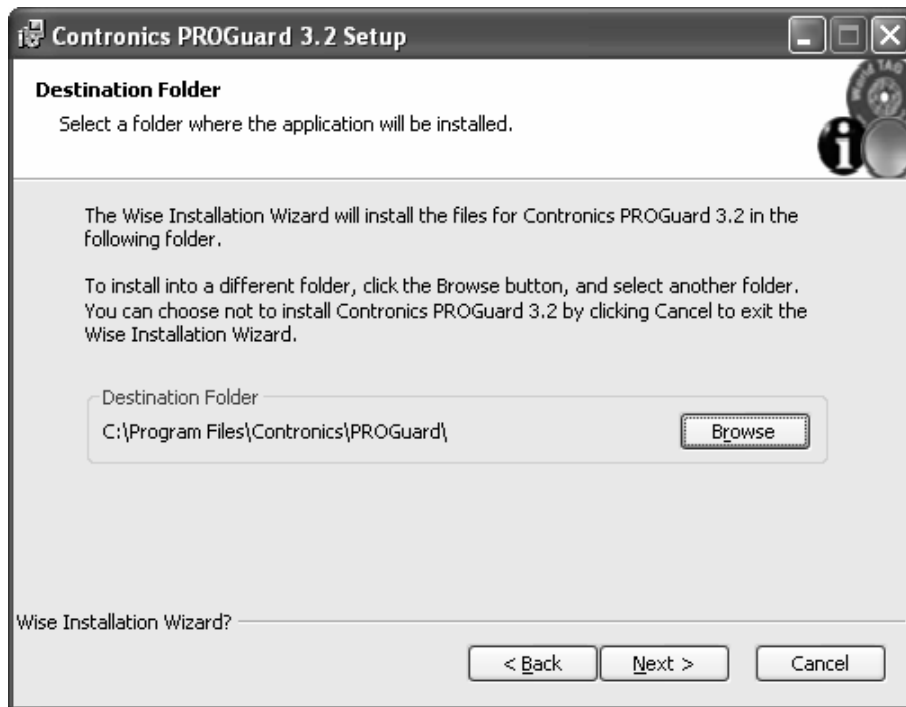 Contronics PROGuard 3.2 Setup
World TAG
Destination Folder
Select a folder where the application will be installed.
i
The Wise Installation Wizard will install the files for Contronics PROGuard 3.2 in the
following folder.
To install into a different folder, click the Browse button, and select another folder.
You can choose not to install Contronics PROGuard 3.2 by clicking Cancel to exit the
Wise Installation Wizard.
Destination Folder
C:\Program Files\Contronics\PROGuard\
Browse
Wise Installation Wizard?
< Back
Next >
Cancel